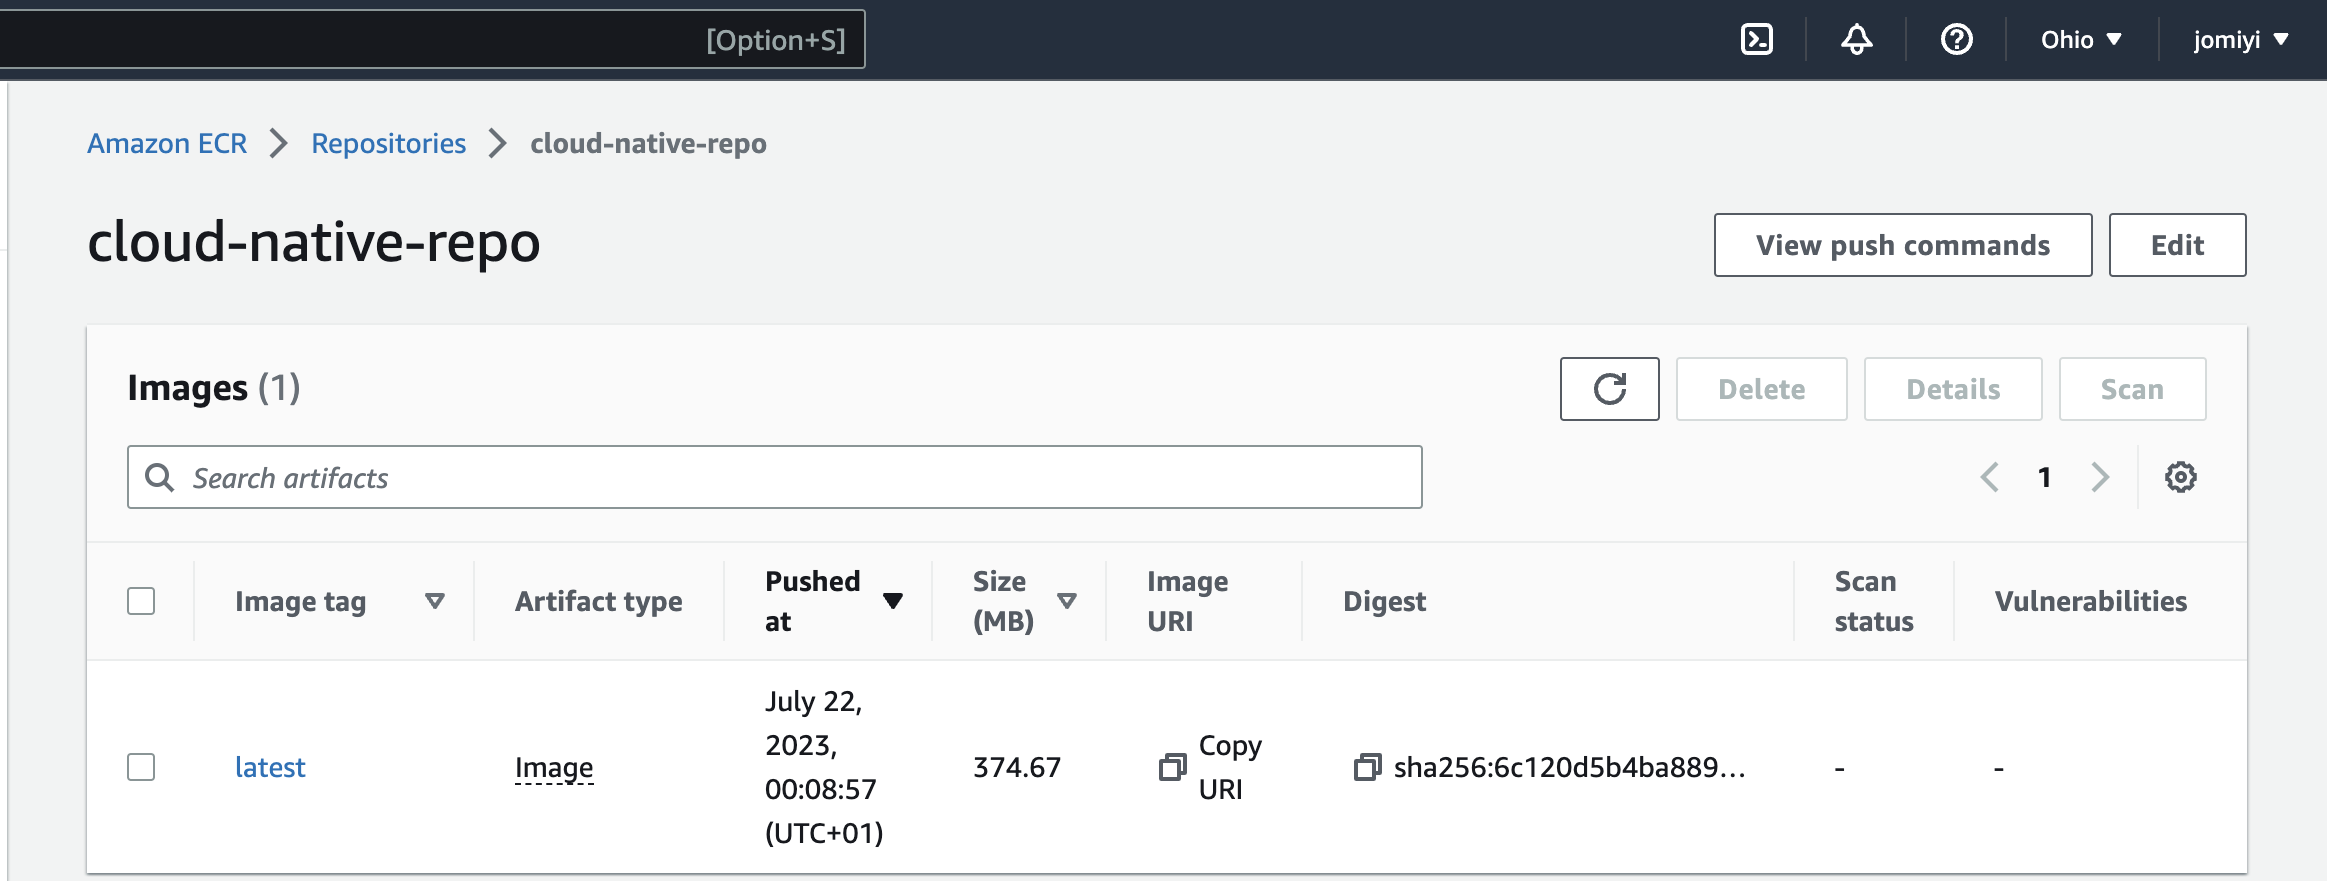 [Option+S]
Ohio
jomiyi
Amazon ECR
Repositories
cloud-native-repo
cloud-native-repo
View push commands
Edit
Images (1)
Delete
Details
Scan
Search artifacts
1
Image tag
Artifact type
Pushed
at
Size
(MB)
Image
URI
Digest
Scan
status
Vulnerabilities
latest
Image
July 22,
2023,
00:08:57
(UTC+01)
374.67
Copy
URI
sha256:6c120d5b4ba889...
-
-